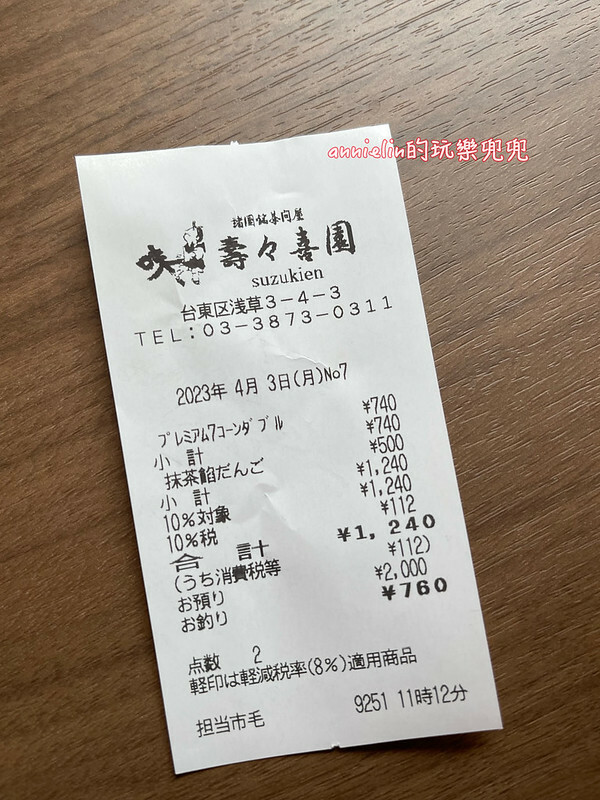 annielin的玩樂兜兜
諸国銘茶問屋
壽々喜園
suzukien
台東区浅草3-4-3
TEL:03-3873-0311
2023年 4月 3日(月)No7
プレミアム7コーンダブル ¥740
小 計 ¥740
抹茶餡だんご ¥500
小 計 ¥1,240
10%対象 ¥1,240
10%税 ¥112
合 計 ¥1,240
(うち消費税等 ¥112)
お預り ¥2,000
お釣り ¥760
点数 2
軽印は軽減税率(8%)適用商品
担当市毛 9251 11時12分